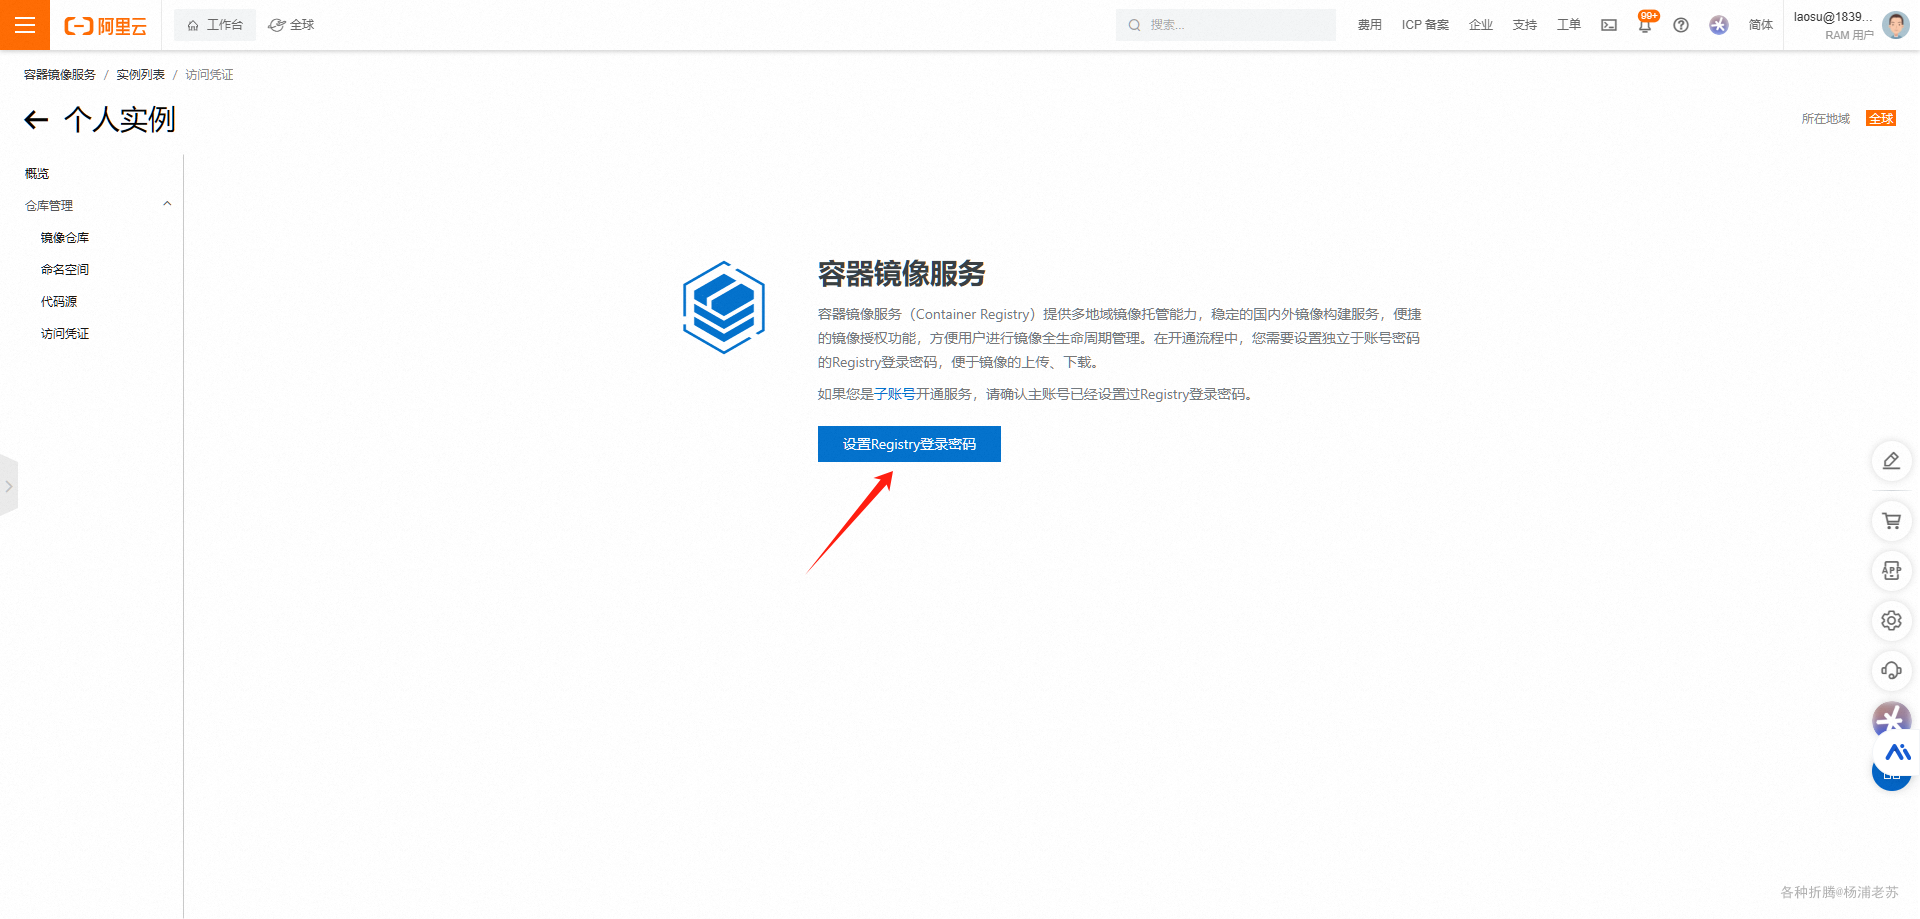 阿里云
工作台
全球
搜索...
费用
ICP 备案
企业
支持
工单
99+
简体
laosu@1839...
RAM 用户
容器镜像服务 / 实例列表 / 访问凭证
个人实例
所在地域 全球
概览
仓库管理
镜像仓库
命名空间
代码源
访问凭证
容器镜像服务
容器镜像服务（Container Registry）提供多地域镜像托管能力，稳定的国内外镜像构建服务，便捷
的镜像授权功能，方便用户进行镜像全生命周期管理。在开通流程中，您需要设置独立于账号密码
的Registry登录密码，便于镜像的上传、下载。
如果您是子账号开通服务，请确认主账号已经设置过Registry登录密码。
设置Registry登录密码
APP
各种折腾@杨浦老苏